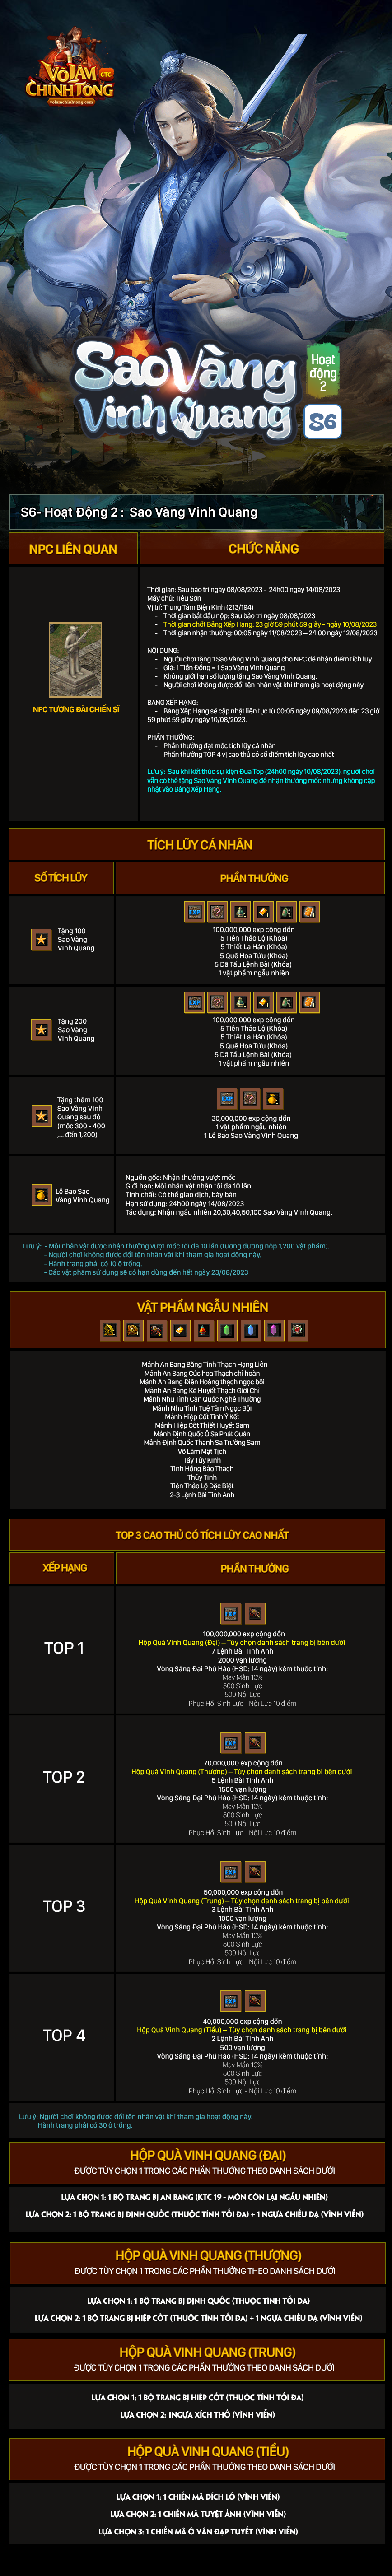 VÕ LÂM
CTC
CHÍNH TÔNG
volamchinhtong.com
Sao Vàng
Vinh Quang
Hoạt
động
2
S6
S6- Hoạt Động 2 : Sao Vàng Vinh Quang
NPC LIÊN QUAN
CHỨC NĂNG
NPC TƯỢNG ĐÀI CHIẾN SĨ
Thời gian: Sau bảo trì ngày 08/08/2023 - 24h00 ngày 14/08/2023
Máy chủ: Tiêu Sơn
Vị trí: Trung Tâm Biện Kinh (213/194)
- Thời gian bắt đầu nộp: Sau bảo trì ngày 08/08/2023
- Thời gian chốt Bảng Xếp Hạng: 23 giờ 59 phút 59 giây - ngày 10/08/2023
- Thời gian nhận thưởng: 00:05 ngày 11/08/2023 – 24:00 ngày 12/08/2023
NỘI DUNG:
- Người chơi tặng 1 Sao Vàng Vinh Quang cho NPC để nhận điểm tích lũy
- Giá: 1 Tiền Đồng = 1 Sao Vàng Vinh Quang
- Không giới hạn số lượng tặng Sao Vàng Vinh Quang.
- Người chơi không được đổi tên nhân vật khi tham gia hoạt động này.
BẢNG XẾP HẠNG:
- Bảng Xếp Hạng sẽ cập nhật liên tục từ 00:05 ngày 09/08/2023 đến 23 giờ
59 phút 59 giây ngày 10/08/2023.
PHẦN THƯỞNG:
- Phần thưởng đạt mốc tích lũy cá nhân
- Phần thưởng TOP 4 vị cao thủ có số điểm tích lũy cao nhất
Lưu ý: Sau khi kết thúc sự kiện Đua Top (24h00 ngày 10/08/2023), người chơi
vẫn có thể tặng Sao Vàng Vinh Quang để nhận thưởng mốc nhưng không cập
nhật vào Bảng Xếp Hạng.
TÍCH LŨY CÁ NHÂN
SỐ TÍCH LŨY
PHẦN THƯỞNG
Tặng 100
Sao Vàng
Vinh Quang
100,000,000 exp cộng dồn
5 Tiên Thảo Lộ (Khóa)
5 Thiết La Hán (Khóa)
5 Quế Hoa Tửu (Khóa)
5 Dã Tẩu Lệnh Bài (Khóa)
1 vật phẩm ngẫu nhiên
Tặng 200
Sao Vàng
Vinh Quang
100,000,000 exp cộng dồn
5 Tiên Thảo Lộ (Khóa)
5 Thiết La Hán (Khóa)
5 Quế Hoa Tửu (Khóa)
5 Dã Tẩu Lệnh Bài (Khóa)
1 vật phẩm ngẫu nhiên
Tặng thêm 100
Sao Vàng Vinh
Quang sau đó
(mốc 300 - 400
,... đến 1,200)
30,000,000 exp cộng dồn
1 vật phẩm ngẫu nhiên
1 Lễ Bao Sao Vàng Vinh Quang
Lễ Bao Sao
Vàng Vinh Quang
Nguồn gốc: Nhận thưởng vượt mốc
Giới hạn: Mỗi nhân vật nhận tối đa 10 lần
Tính chất: Có thể giao dịch, bày bán
Hạn sử dụng: 24h00 ngày 14/08/2023
Tác dụng: Nhận ngẫu nhiên 20,30,40,50,100 Sao Vàng Vinh Quang.
Lưu ý: - Mỗi nhân vật được nhận thưởng vượt mốc tối đa 10 lần (tương đương nộp 1,200 vật phẩm).
- Người chơi không được đổi tên nhân vật khi tham gia hoạt động này.
- Hành trang phải có 10 ô trống.
- Các vật phẩm sử dụng sẽ có hạn dùng đến hết ngày 23/08/2023
VẬT PHẨM NGẪU NHIÊN
Mảnh An Bang Băng Tinh Thạch Hạng Liên
Mảnh An Bang Cúc hoa Thạch chỉ hoàn
Mảnh An Bang Điền Hoàng thạch ngọc bội
Mảnh An Bang Kê Huyết Thạch Giới Chỉ
Mảnh Nhu Tình Cân Quốc Nghê Thường
Mảnh Nhu Tình Tuệ Tâm Ngọc Bội
Mảnh Hiệp Cốt Tình Ý Kết
Mảnh Hiệp Cốt Thiết Huyết Sam
Mảnh Định Quốc Ô Sa Phát Quán
Mảnh Định Quốc Thanh Sa Trường Sam
Võ Lâm Mật Tịch
Tẩy Tủy Kinh
Tinh Hồng Bảo Thạch
Thủy Tinh
Tiên Thảo Lộ Đặc Biệt
2-3 Lệnh Bài Tinh Anh
TOP 3 CAO THỦ CÓ TÍCH LŨY CAO NHẤT
XẾP HẠNG
PHẦN THƯỞNG
TOP 1
100,000,000 exp cộng dồn
Hộp Quà Vinh Quang (Đại) – Tùy chọn danh sách trang bị bên dưới
7 Lệnh Bài Tinh Anh
2000 vạn lượng
Vòng Sáng Đại Phú Hào (HSD: 14 ngày) kèm thuộc tính:
May Mắn 10%
500 Sinh Lực
500 Nội Lực
Phục Hồi Sinh Lực - Nội Lực 10 điểm
TOP 2
70,000,000 exp cộng dồn
Hộp Quà Vinh Quang (Thượng) – Tùy chọn danh sách trang bị bên dưới
5 Lệnh Bài Tinh Anh
1500 vạn lượng
Vòng Sáng Đại Phú Hào (HSD: 14 ngày) kèm thuộc tính:
May Mắn 10%
500 Sinh Lực
500 Nội Lực
Phục Hồi Sinh Lực - Nội Lực 10 điểm
TOP 3
50,000,000 exp cộng dồn
Hộp Quà Vinh Quang (Trung) – Tùy chọn danh sách trang bị bên dưới
3 Lệnh Bài Tinh Anh
1000 vạn lượng
Vòng Sáng Đại Phú Hào (HSD: 14 ngày) kèm thuộc tính:
May Mắn 10%
500 Sinh Lực
500 Nội Lực
Phục Hồi Sinh Lực - Nội Lực 10 điểm
TOP 4
40,000,000 exp cộng dồn
Hộp Quà Vinh Quang (Tiểu) – Tùy chọn danh sách trang bị bên dưới
2 Lệnh Bài Tinh Anh
500 vạn lượng
Vòng Sáng Đại Phú Hào (HSD: 14 ngày) kèm thuộc tính:
May Mắn 10%
500 Sinh Lực
500 Nội Lực
Phục Hồi Sinh Lực - Nội Lực 10 điểm
Lưu ý: Người chơi không được đổi tên nhân vật khi tham gia hoạt động này.
Hành trang phải có 30 ô trống.
HỘP QUÀ VINH QUANG (ĐẠI)
ĐƯỢC TÙY CHỌN 1 TRONG CÁC PHẦN THƯỞNG THEO DANH SÁCH DƯỚI
LỰA CHỌN 1: 1 BỘ TRANG BỊ AN BANG (KTC 19 - MÓN CÒN LẠI NGẪU NHIÊN)
LỰA CHỌN 2: 1 BỘ TRANG BỊ ĐỊNH QUỐC (THUỘC TÍNH TỐI ĐA) + 1 NGỰA CHIẾU DẠ (VĨNH VIỄN)
HỘP QUÀ VINH QUANG (THƯỢNG)
ĐƯỢC TÙY CHỌN 1 TRONG CÁC PHẦN THƯỞNG THEO DANH SÁCH DƯỚI
LỰA CHỌN 1: 1 BỘ TRANG BỊ ĐỊNH QUỐC (THUỘC TÍNH TỐI ĐA)
LỰA CHỌN 2: 1 BỘ TRANG BỊ HIỆP CỐT (THUỘC TÍNH TỐI ĐA) + 1 NGỰA CHIẾU DẠ (VĨNH VIỄN)
HỘP QUÀ VINH QUANG (TRUNG)
ĐƯỢC TÙY CHỌN 1 TRONG CÁC PHẦN THƯỞNG THEO DANH SÁCH DƯỚI
LỰA CHỌN 1: 1 BỘ TRANG BỊ HIỆP CỐT (THUỘC TÍNH TỐI ĐA)
LỰA CHỌN 2: 1NGỰA XÍCH THỐ (VĨNH VIỄN)
HỘP QUÀ VINH QUANG (TIỂU)
ĐƯỢC TÙY CHỌN 1 TRONG CÁC PHẦN THƯỞNG THEO DANH SÁCH DƯỚI
LỰA CHỌN 1: 1 CHIẾN MÃ ĐÍCH LÔ (VĨNH VIỄN)
LỰA CHỌN 2: 1 CHIẾN MÃ TUYỆT ẢNH (VĨNH VIỄN)
LỰA CHỌN 3: 1 CHIẾN MÃ Ô VÂN ĐẠP TUYẾT (VĨNH VIỄN)